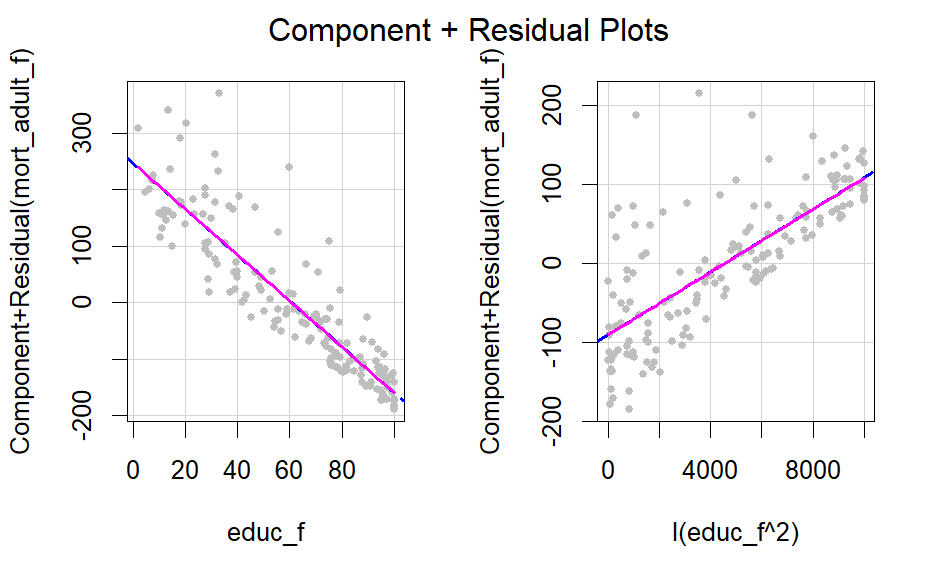 Component + Residual Plots
Component+Residual(mort_adult_f)
300
100
0
-200
0 20 40 60 80
educ_f
Component+Residual(mort_adult_f)
200
100
0
-100
-200
0 4000 8000
I(educ_f^2)